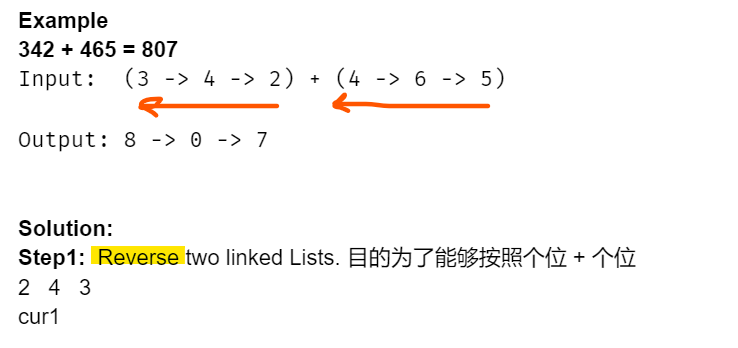 Example
342 + 465 = 807
Input: (3 -> 4 -> 2) + (4 -> 6 -> 5)
Output: 8 -> 0 -> 7
Solution:
Step1: Reverse two linked Lists. 目的为了能够按照个位 + 个位
2 4 3
cur1